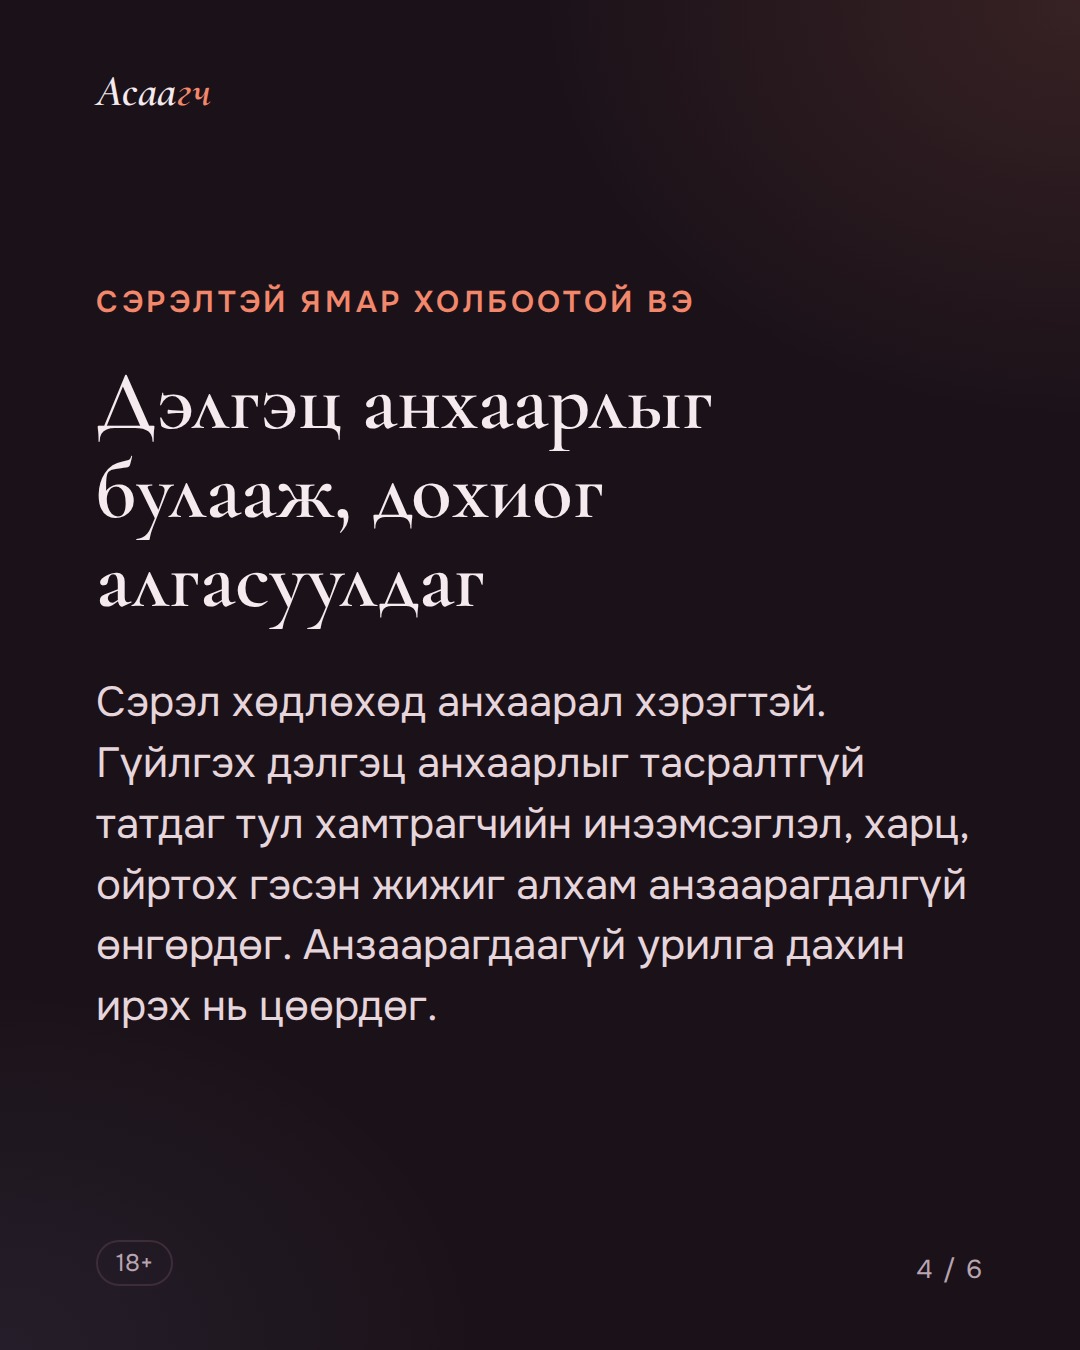 Асаагч
СЭРЭЛТЭЙ ЯМАР ХОЛБООТОЙ ВЭ
Дэлгэц анхаарлыг
булааж, дохиог
алгасуулдаг
Сэрэл хөдлөхөд анхаарал хэрэгтэй.
Гүйлгэх дэлгэц анхаарлыг тасралтгүй
татдаг тул хамтрагчийн инээмсэглэл, харц,
ойртох гэсэн жижиг алхам анзаарагдалгүй
өнгөрдөг. Анзаарагдаагүй урилга дахин
ирэх нь цөөрдөг.
18+
4 / 6